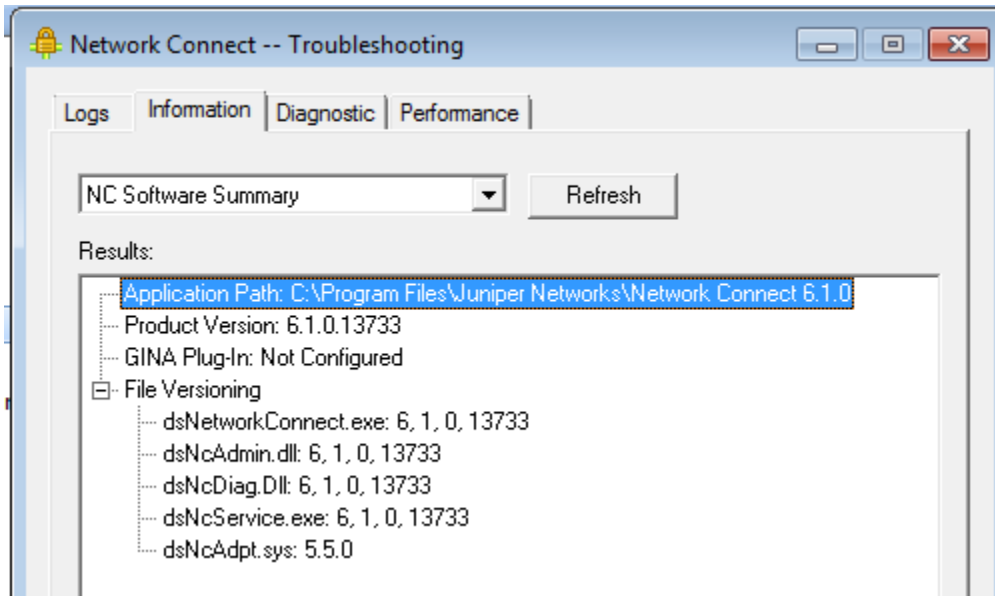 Network Connect -- Troubleshooting
Logs Information Diagnostic Performance
NC Software Summary Refresh
Results:
Application Path: C:\Program Files\Juniper Networks\Network Connect 6.1.0
Product Version: 6.1.0.13733
GINA Plug-In: Not Configured
File Versioning
dsNetworkConnect.exe: 6, 1, 0, 13733
dsNcAdmin.dll: 6, 1, 0, 13733
dsNcDiag.Dll: 6, 1, 0, 13733
dsNcService.exe: 6, 1, 0, 13733
dsNcAdpt.sys: 5.5.0